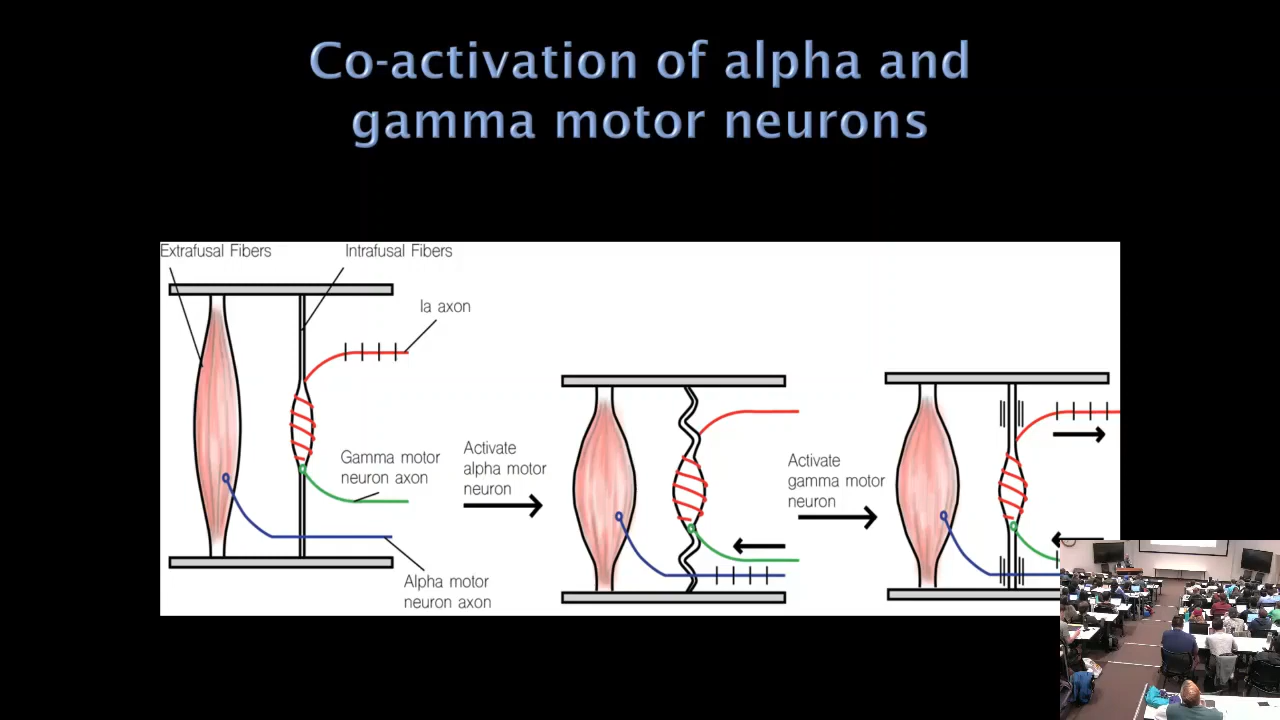 Co-activation of alpha and
gamma motor neurons
Extrafusal Fibers
Intrafusal Fibers
Ia axon
Gamma motor
neuron axon
Alpha motor
neuron axon
Activate
alpha motor
neuron
Activate
gamma motor
neuron